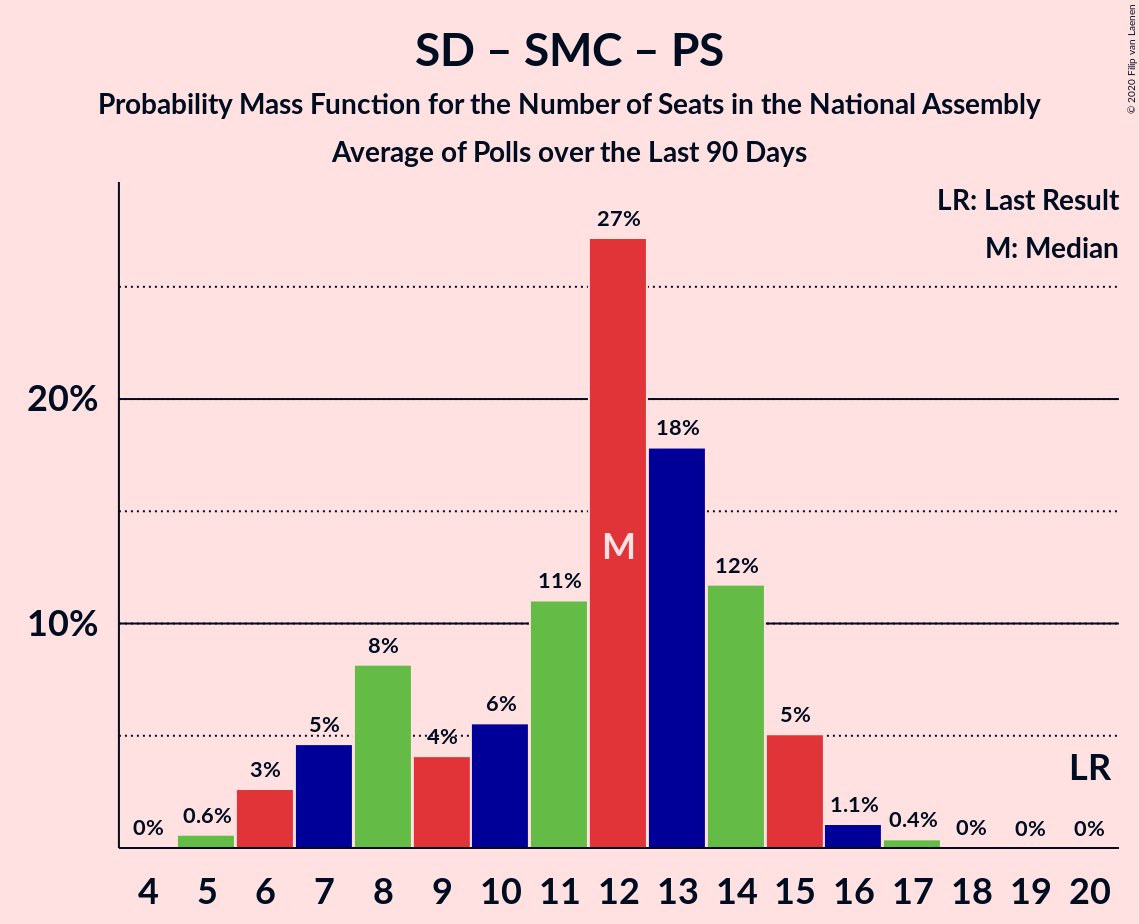 SD – SMC – PS
Probability Mass Function for the Number of Seats in the National Assembly
Average of Polls over the Last 90 Days
© 2020 Filip van Laenen
LR: Last Result
M: Median
20%
10%
0%
0.6%
3%
5%
8%
4%
6%
11%
27%
18%
12%
5%
1.1%
0.4%
0%
0%
0%
M
LR
4 5 6 7 8 9 10 11 12 13 14 15 16 17 18 19 20